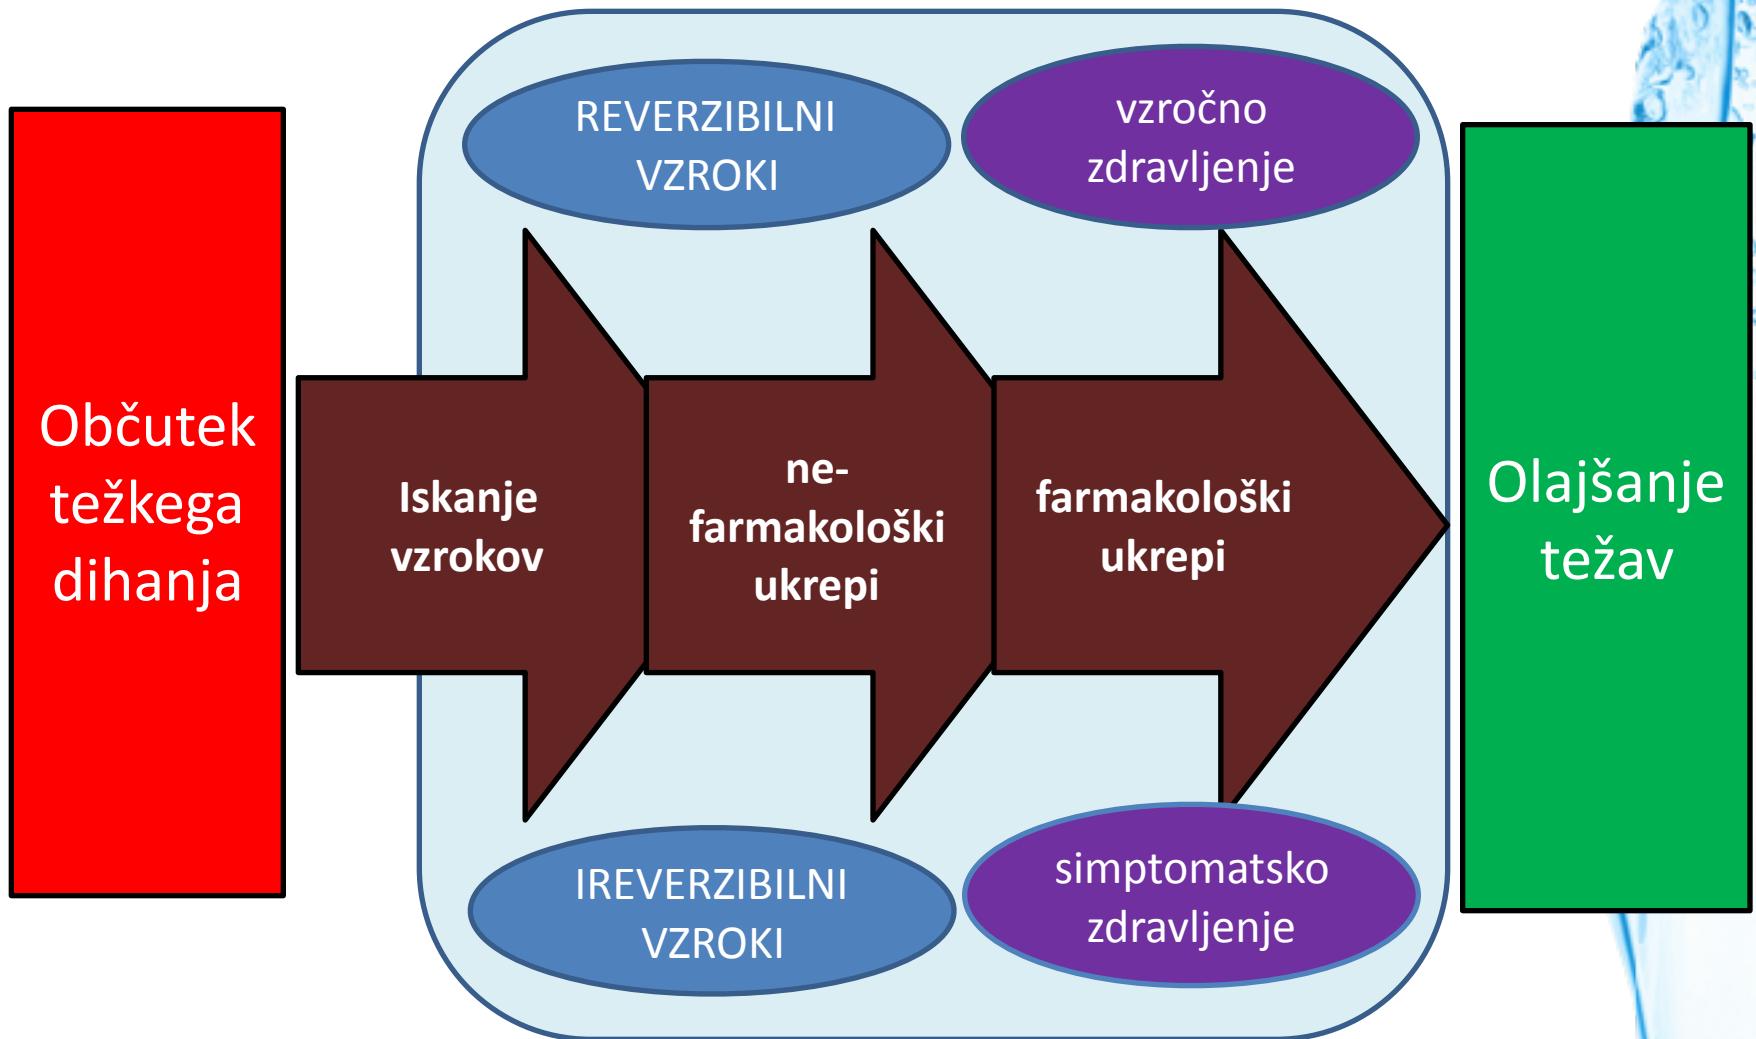 Občutek
težkega
dihanja
REVERZIBILNI
VZROKI
vzročno
zdravljenje
Iskanje
vzrokov
ne-
farmakološki
ukrepi
farmakološki
ukrepi
IREVERZIBILNI
VZROKI
simptomatsko
zdravljenje
Olajšanje
težav